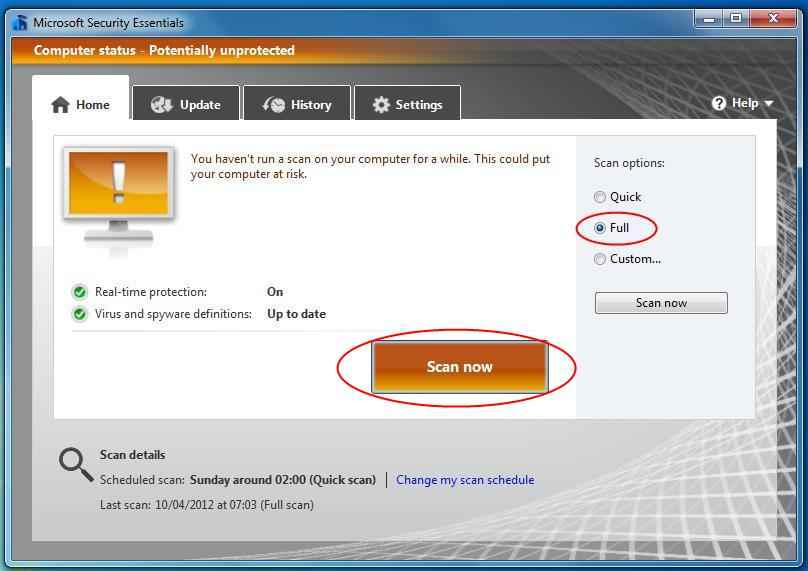 Microsoft Security Essentials
Computer status - Potentially unprotected
Home
Update
History
Settings
Help
You haven't run a scan on your computer for a while. This could put
your computer at risk.
Real-time protection: On
Virus and spyware definitions: Up to date
Scan now
Scan options:
Quick
Full
Custom...
Scan now
Scan details
Scheduled scan: Sunday around 02:00 (Quick scan) | Change my scan schedule
Last scan: 10/04/2012 at 07:03 (Full scan)